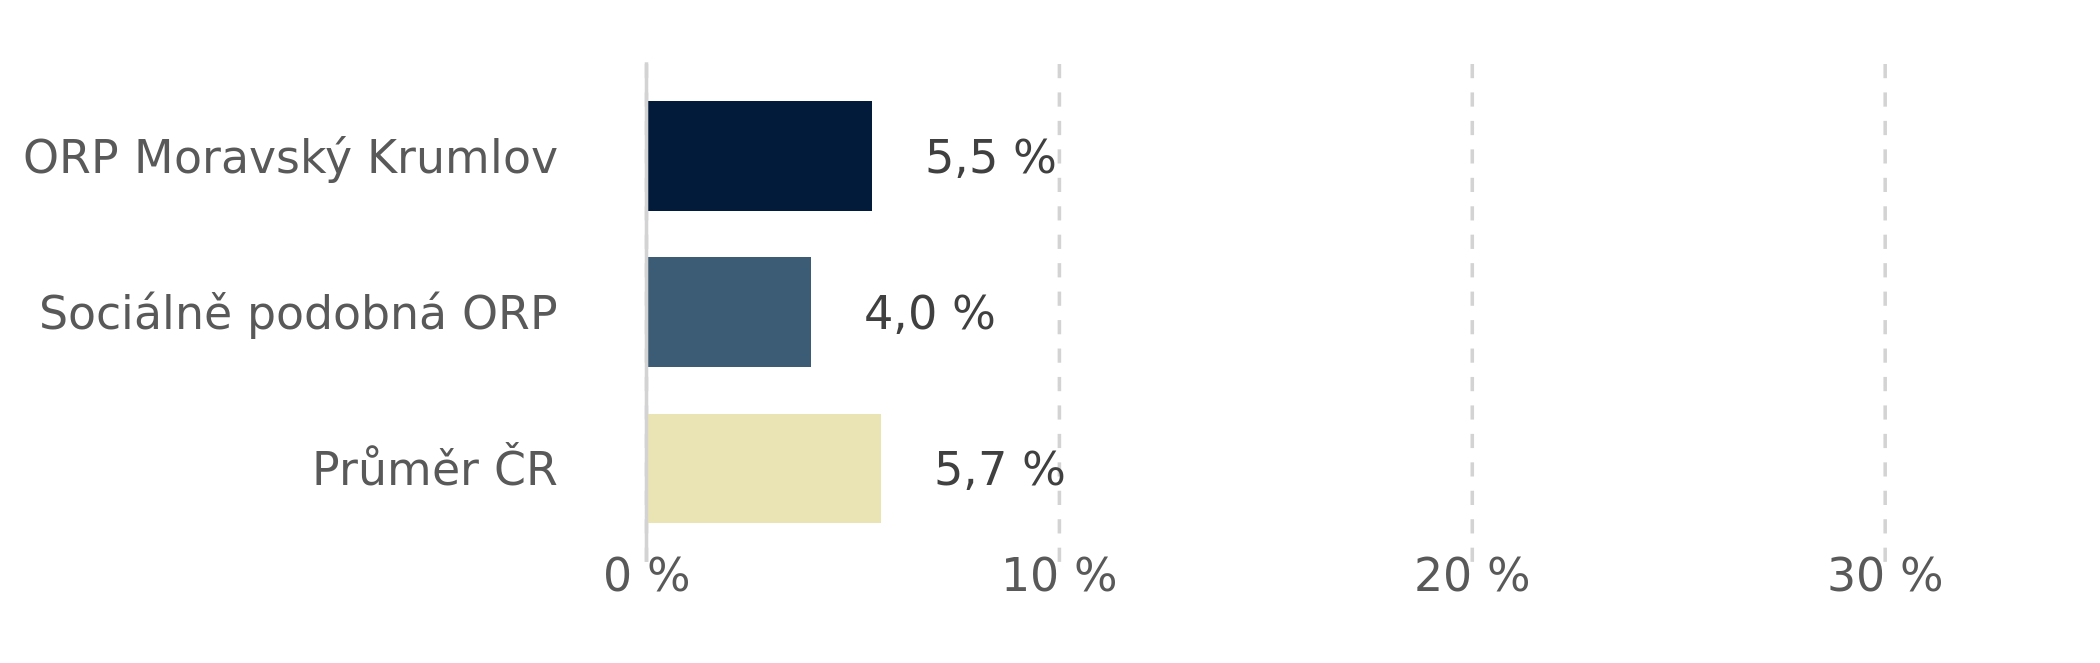 ORP Moravský Krumlov 5,5 %
Sociálně podobná ORP 4,0 %
Průměr ČR 5,7 %
0 % 10 % 20 % 30 %